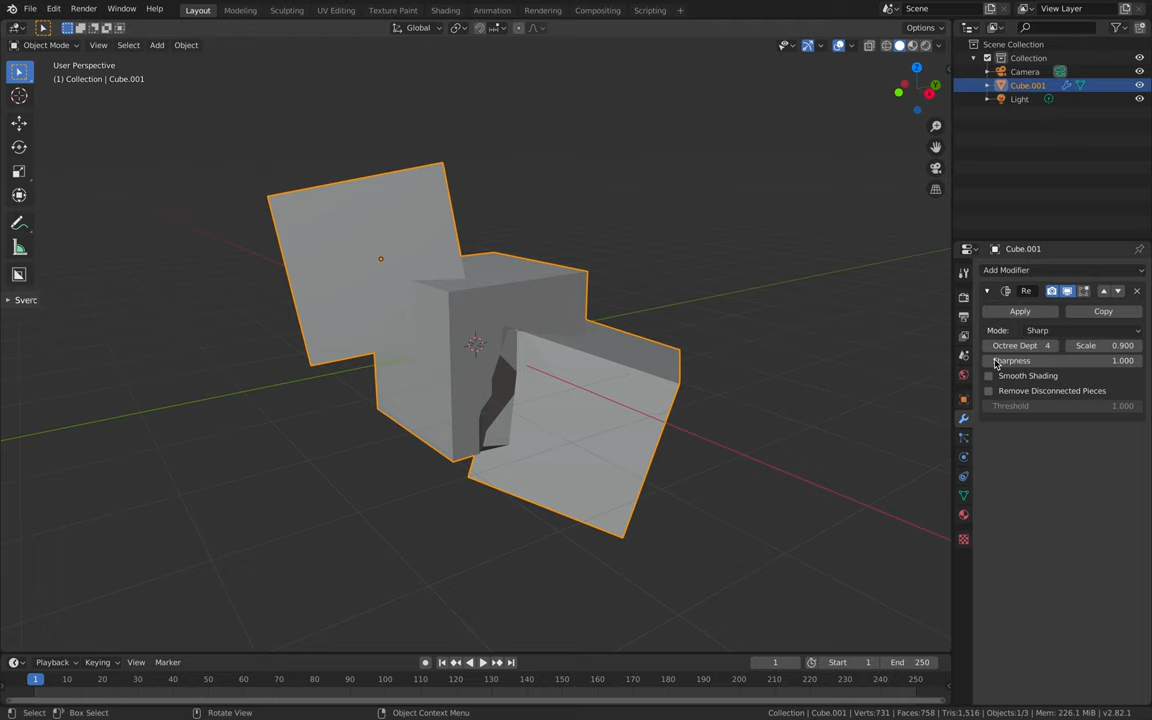 File Edit Render Window Help Layout Modeling Sculpting UV Editing Texture Paint Shading Animation Rendering Compositing Scripting + Scene View Layer
Global Options
Object Mode View Select Add Object
User Perspective
(1) Collection | Cube.001
Scene Collection
Collection
Camera
Cube.001
Light
Z
Y
X
Cube.001
Add Modifier
Re
Apply Copy
Mode: Sharp
Octree Dept 4 Scale 0.900
Sharpness 1.000
Smooth Shading
Remove Disconnected Pieces
Threshold 1.000
Sverc
Playback Keying View Marker 1 Start 1 End 250
1 10 20 30 40 50 60 70 80 90 100 110 120 130 140 150 160 170 180 190 200 210 220 230 240 250
Select Box Select Rotate View Object Context Menu Collection | Cube.001 | Verts:731 | Faces:758 | Tris:1,516 | Objects:1/3 | Mem: 226.1 MiB | v2.82.1